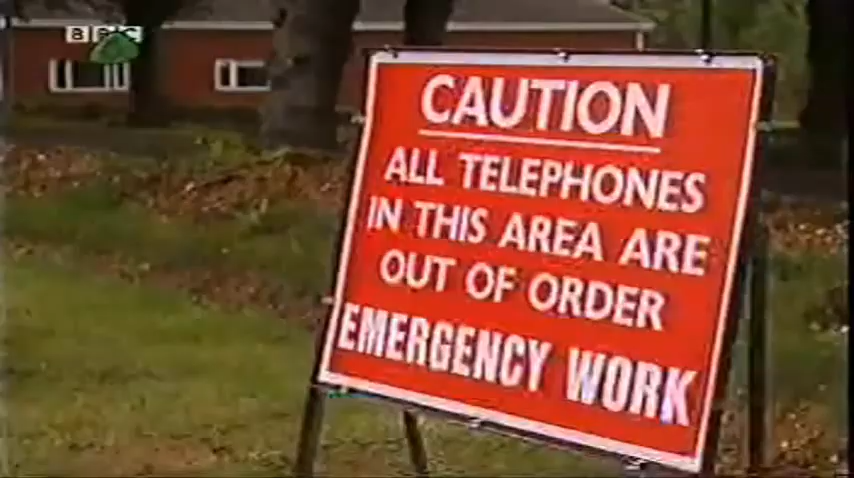 BBC
CAUTION
ALL TELEPHONES
IN THIS AREA ARE
OUT OF ORDER
EMERGENCY WORK